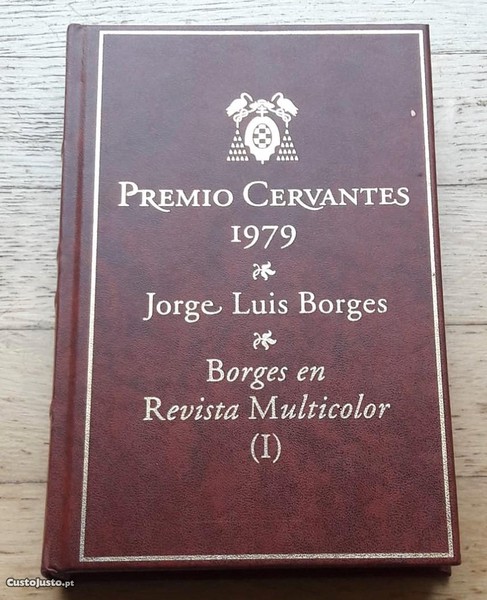 PREMIO CERVANTES
1979
Jorge Luis Borges
Borges en
Revista Multicolor
(I)
CustoJusto.pt